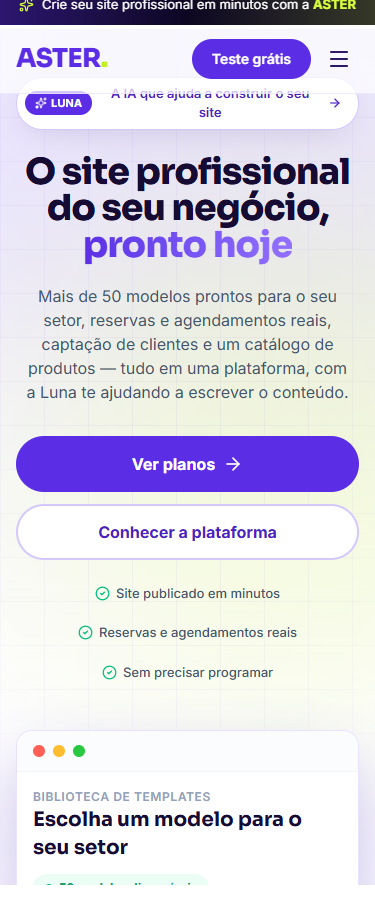 Crie seu site profissional em minutos com a ASTER
ASTER.
Teste grátis
LUNA
A IA que ajuda a construir o seu
site
O site profissional
do seu negócio,
pronto hoje
Mais de 50 modelos prontos para o seu
setor, reservas e agendamentos reais,
captação de clientes e um catálogo de
produtos — tudo em uma plataforma, com
a Luna te ajudando a escrever o conteúdo.
Ver planos
Conhecer a plataforma
Site publicado em minutos
Reservas e agendamentos reais
Sem precisar programar
BIBLIOTECA DE TEMPLATES
Escolha um modelo para o
seu setor